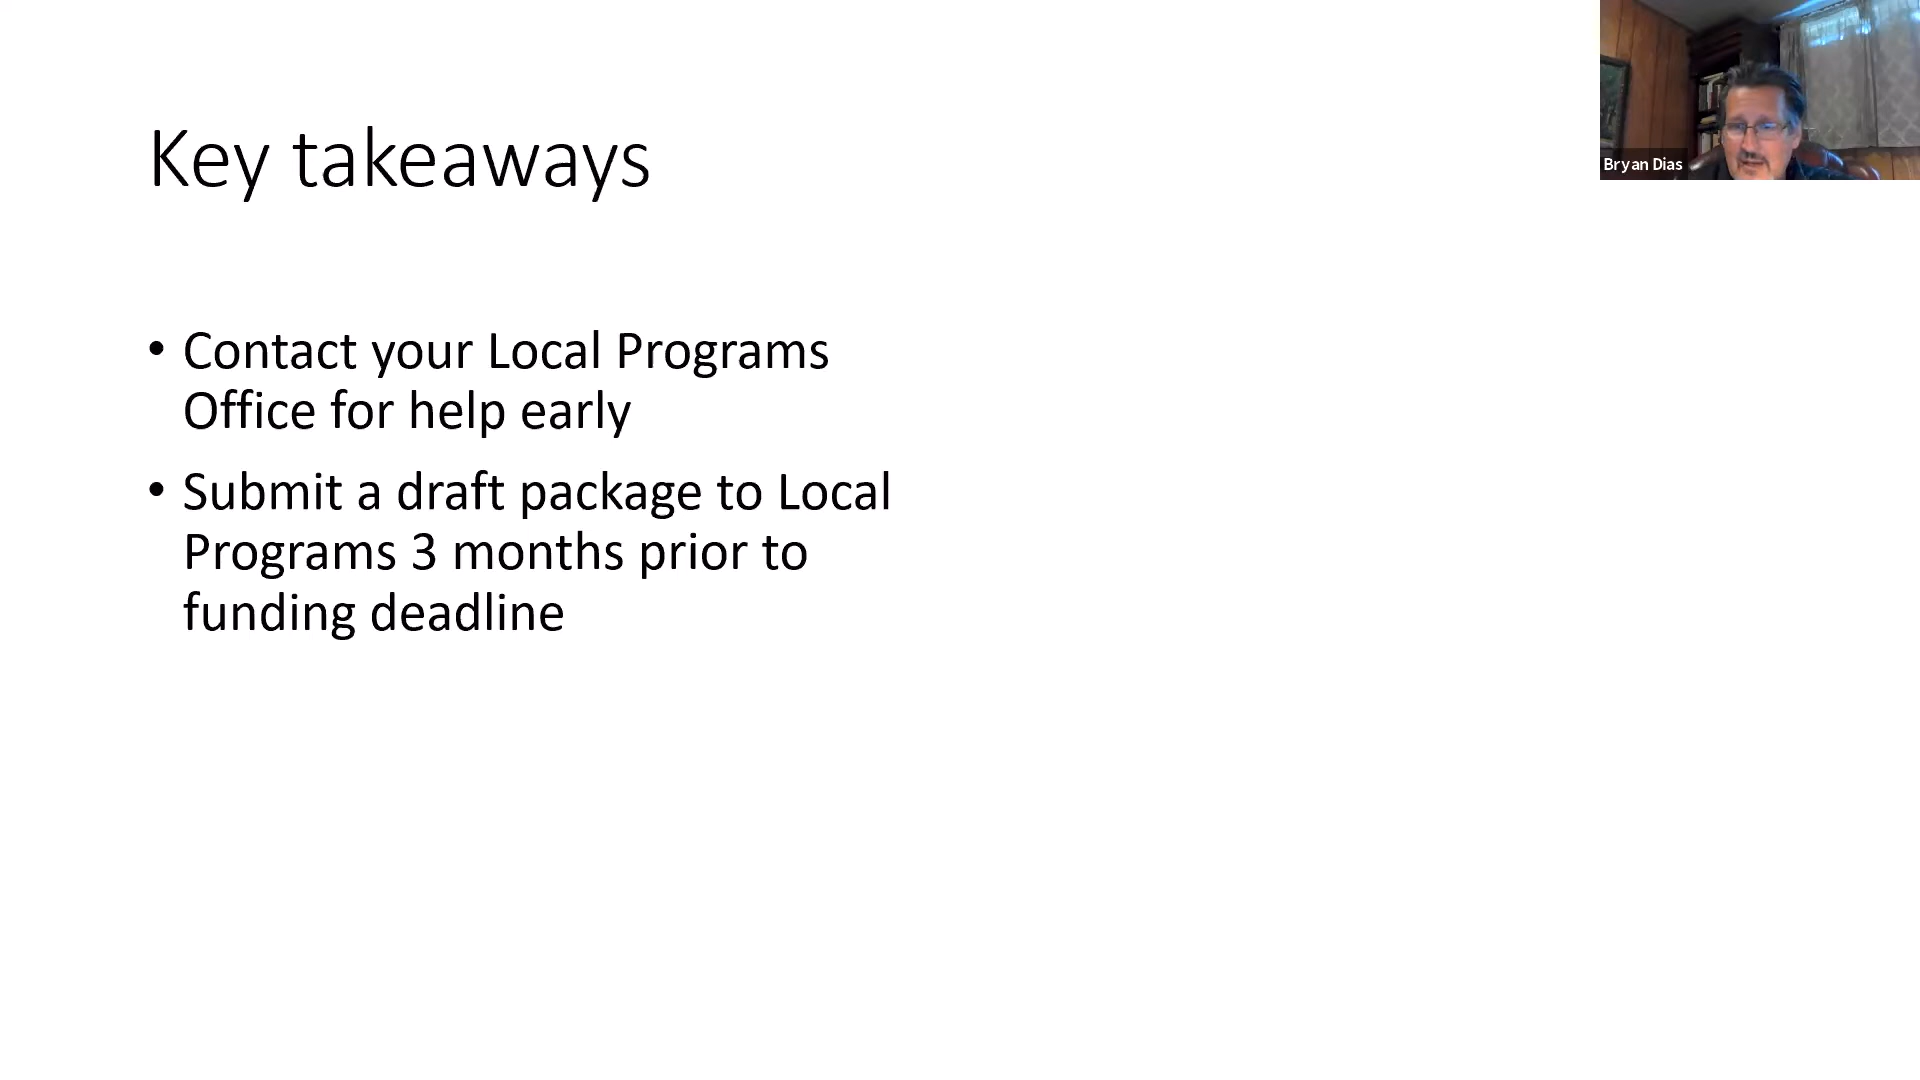 Key takeaways
• Contact your Local Programs
Office for help early
• Submit a draft package to Local
Programs 3 months prior to
funding deadline
Bryan Dias